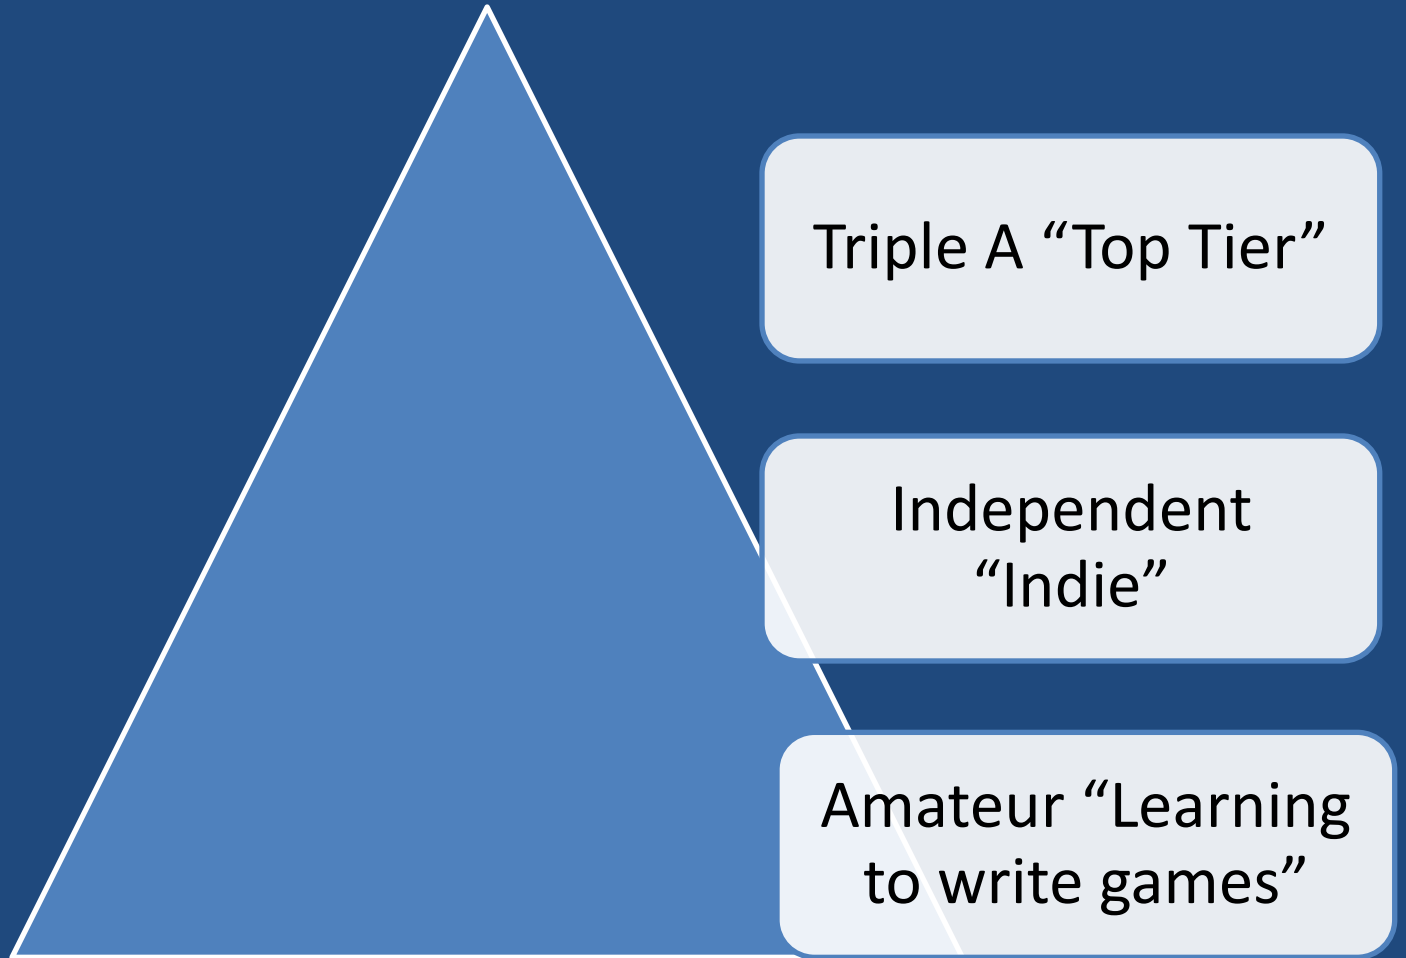 Triple A “Top Tier”
Independent
“Indie”
Amateur “Learning
to write games”